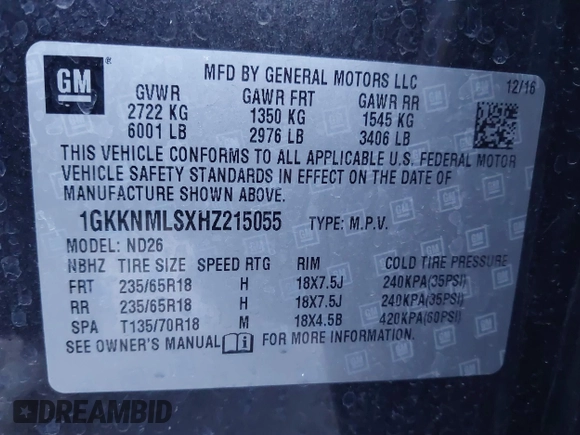 GM ®
MFD BY GENERAL MOTORS LLC 12/16
GVWR GAWR FRT GAWR RR
2722 KG 1350 KG 1545 KG
6001 LB 2976 LB 3406 LB
THIS VEHICLE CONFORMS TO ALL APPLICABLE U.S. FEDERAL MOTOR
VEHICLE SAFETY STANDARDS IN EFFECT ON THE DATE OF
MANUFACTURE SHOWN ABOVE.
1GKKNMLSXHZ215055 TYPE: M.P.V.
MODEL: ND26
NBHZ TIRE SIZE SPEED RTG RIM COLD TIRE PRESSURE
FRT 235/65R18 H 18X7.5J 240KPA(35PSI)
RR 235/65R18 H 18X7.5J 240KPA(35PSI)
SPA T135/70R18 M 18X4.5B 420KPA(60PSI)
SEE OWNER'S MANUAL i FOR MORE INFORMATION.
DREAMBID